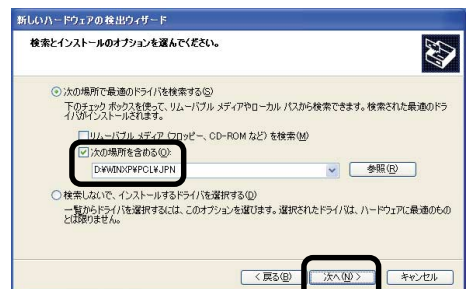 新しいハードウェアの検出ウィザード
検索とインストールのオプションを選んでください。
次の場所で最適のドライバを検索する(S)
下のチェック ボックスを使って、リムーバブル メディアやローカル パスから検索できます。検索された最適のドラ
イバがインストールされます。
リムーバブル メディア (フロッピー、CD-ROM など) を検索(M)
次の場所を含める(O):
D:¥WINXP¥PCL¥JPN
参照(R)
検索しないで、インストールするドライバを選択する(D)
一覧からドライバを選択するには、このオプションを選びます。選択されたドライバは、ハードウェアに最適のもの
とは限りません。
< 戻る(B) 次へ(N) > キャンセル